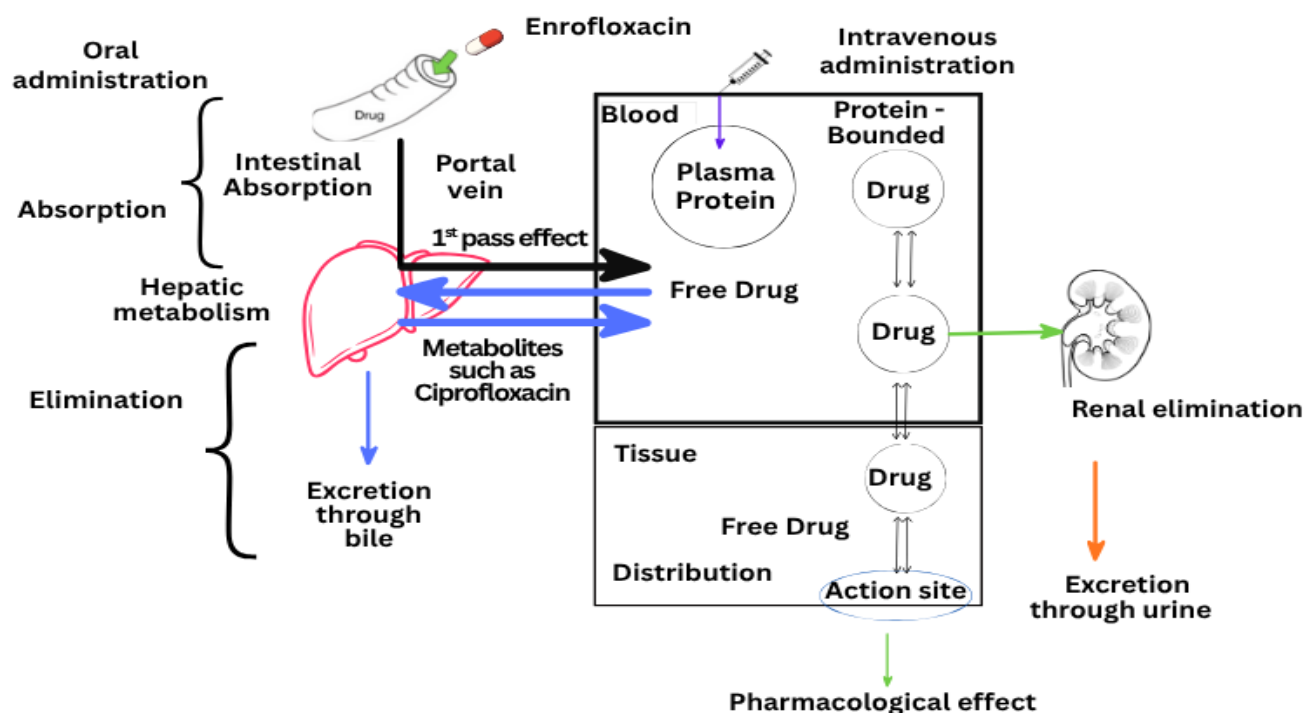 Enrofloxacin
Oral
administration
Drug
Intravenous
administration
Blood
Protein -
Bounded
Plasma
Protein
Drug
Intestinal
Absorption
Portal
vein
Absorption
1st pass effect
Hepatic
metabolism
Free Drug
Drug
Metabolites
such as
Ciprofloxacin
Elimination
Renal elimination
Tissue
Drug
Excretion
through
bile
Free Drug
Distribution
Action site
Excretion
through urine
Pharmacological effect